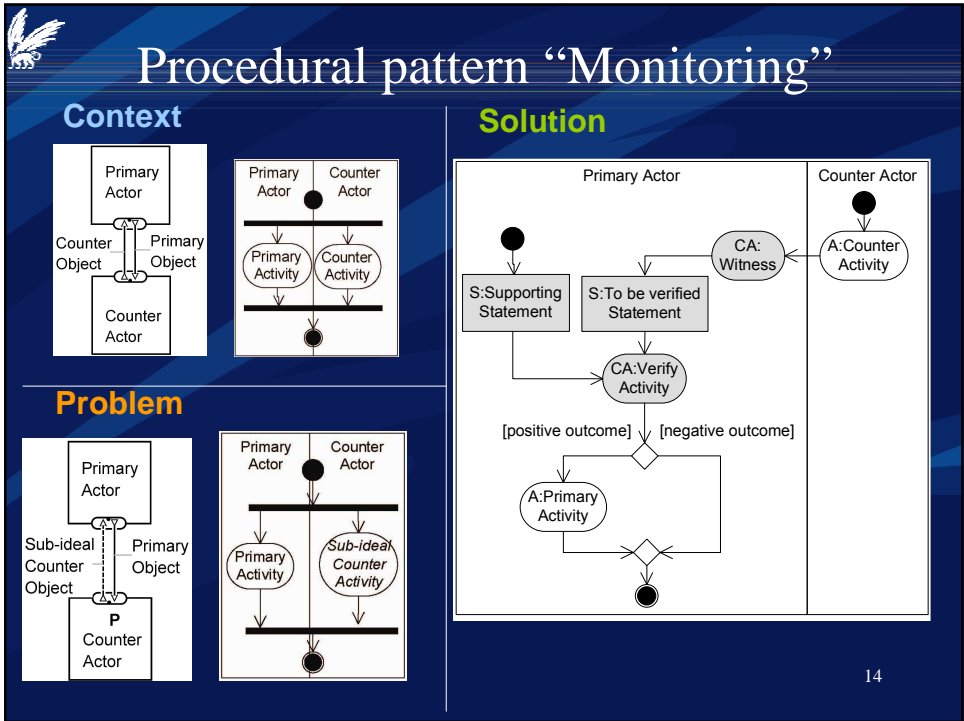 Procedural pattern “Monitoring”
Context
Primary
Actor
Counter
Object
Primary
Object
Counter
Actor
Primary
Actor
Counter
Actor
Primary
Activity
Counter
Activity
Problem
Primary
Actor
Sub-ideal
Counter
Object
Primary
Object
P
Counter
Actor
Primary
Actor
Counter
Actor
Primary
Activity
Sub-ideal
Counter
Activity
Solution
Primary Actor
Counter Actor
CA:
Witness
A:Counter
Activity
S:Supporting
Statement
S:To be verified
Statement
CA:Verify
Activity
[positive outcome]
[negative outcome]
A:Primary
Activity
14